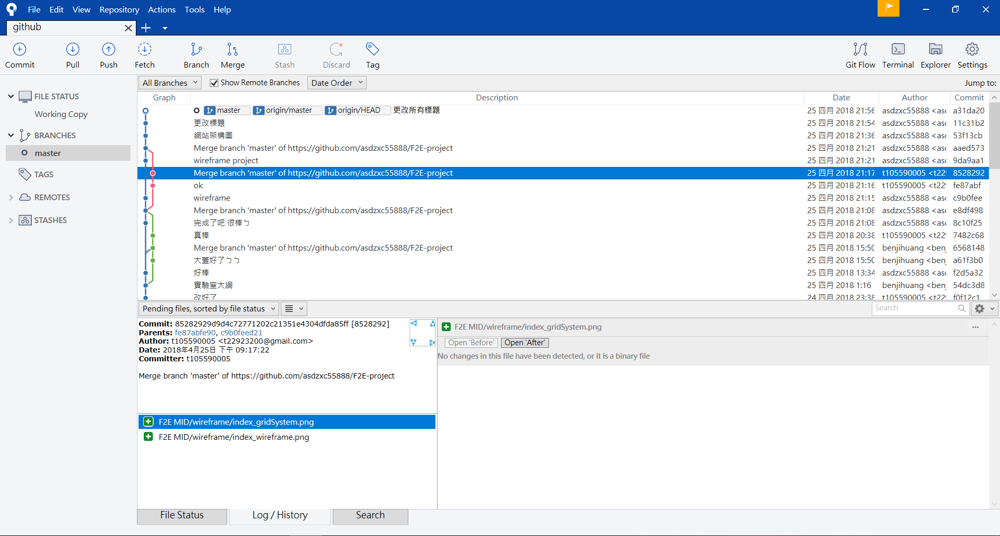 File Edit View Repository Actions Tools Help
github
Commit Pull Push Fetch Branch Merge Stash Discard Tag Git Flow Terminal Explorer Settings
All Branches Show Remote Branches Date Order Jump to:
FILE STATUS
Working Copy
BRANCHES
master
TAGS
REMOTES
STASHES
Graph Description Date Author Commit
master origin/master origin/HEAD 更改所有標題 25 四月 2018 21:56 asdzxc55888 <asc a31da20
更改標題 25 四月 2018 21:54 asdzxc55888 <asc 11c31b2
網站架構圖 25 四月 2018 21:36 asdzxc55888 <asc 53f13cb
Merge branch 'master' of https://github.com/asdzxc55888/F2E-project 25 四月 2018 21:21 asdzxc55888 <asc aaed573
wireframe project 25 四月 2018 21:21 asdzxc55888 <asc 9da9aa1
Merge branch 'master' of https://github.com/asdzxc55888/F2E-project 25 四月 2018 21:17 t105590005 <t229 8528292
ok 25 四月 2018 21:16 t105590005 <t229 fe87abf
wireframe 25 四月 2018 21:15 asdzxc55888 <asc c9b0fee
Merge branch 'master' of https://github.com/asdzxc55888/F2E-project 25 四月 2018 21:08 asdzxc55888 <asc e8df498
完成了吧 很棒ㄅ 25 四月 2018 21:08 asdzxc55888 <asc 8c10f25
真棒 25 四月 2018 20:38 t105590005 <t229 7482c68
Merge branch 'master' of https://github.com/asdzxc55888/F2E-project 25 四月 2018 15:50 benjihuang <ben 6568148
大蓋好了ㄅㄅ 25 四月 2018 15:50 benjihuang <ben a61f3b0
好棒 25 四月 2018 13:34 asdzxc55888 <asc f2d5a32
實驗室大綱 25 四月 2018 1:16 benjihuang <ben 54dc3d8
改好了 24 四月 2018 23:38 t105590005 <t229 f0f12c1
Pending files, sorted by file status Search
Commit: 85282929d9d4c72771202c21351e4304dfda85ff [8528292]
Parents: fe87abfe90, c9b0feed21
Author: t105590005 <t22923200@gmail.com>
Date: 2018年4月25日 下午 09:17:22
Committer: t105590005
Merge branch 'master' of https://github.com/asdzxc55888/F2E-project
F2E MID/wireframe/index_gridSystem.png
F2E MID/wireframe/index_wireframe.png
F2E MID/wireframe/index_gridSystem.png ...
Open 'Before' Open 'After'
No changes in this file have been detected, or it is a binary file
File Status Log / History Search